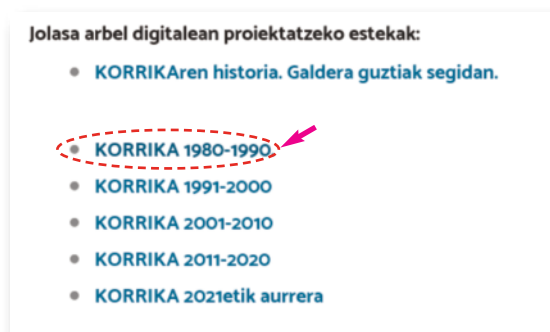 Jolasa arbel digitalean proiektatzeko estekak:
KORRIKAren historia. Galdera guztiak segidan.
KORRIKA 1980-1990
KORRIKA 1991-2000
KORRIKA 2001-2010
KORRIKA 2011-2020
KORRIKA 2021etik aurrera